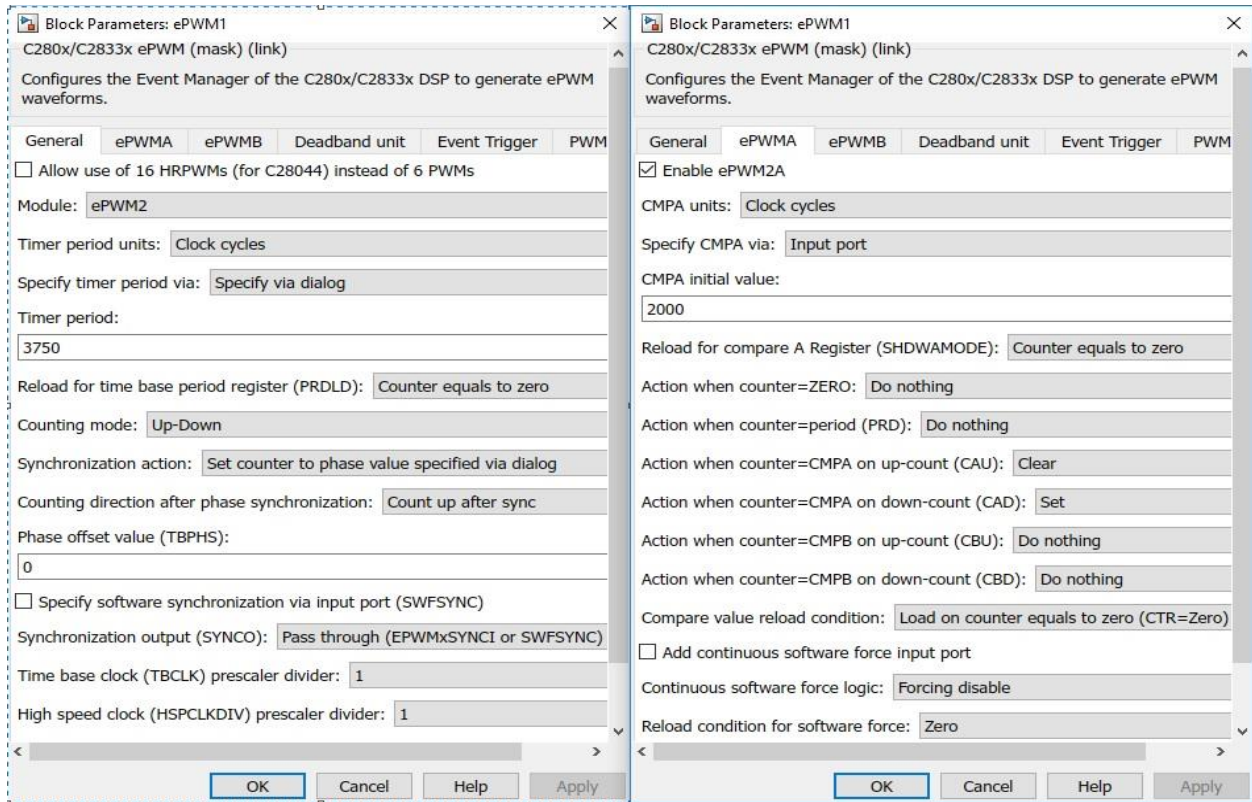 Block Parameters: ePWM1
C280x/C2833x ePWM (mask) (link)
Configures the Event Manager of the C280x/C2833x DSP to generate ePWM
waveforms.
General ePWMA ePWMB Deadband unit Event Trigger PWM
Allow use of 16 HRPWMs (for C28044) instead of 6 PWMs
Module: ePWM2
Timer period units: Clock cycles
Specify timer period via: Specify via dialog
Timer period:
3750
Reload for time base period register (PRDLD): Counter equals to zero
Counting mode: Up-Down
Synchronization action: Set counter to phase value specified via dialog
Counting direction after phase synchronization: Count up after sync
Phase offset value (TBPHS):
0
Specify software synchronization via input port (SWFSYNC)
Synchronization output (SYNCO): Pass through (EPWMxSYNCI or SWFSYNC)
Time base clock (TBCLK) prescaler divider: 1
High speed clock (HSPCLKDIV) prescaler divider: 1
OK Cancel Help Apply
Block Parameters: ePWM1
C280x/C2833x ePWM (mask) (link)
Configures the Event Manager of the C280x/C2833x DSP to generate ePWM
waveforms.
General ePWMA ePWMB Deadband unit Event Trigger PWM
Enable ePWM2A
CMPA units: Clock cycles
Specify CMPA via: Input port
CMPA initial value:
2000
Reload for compare A Register (SHDWAMODE): Counter equals to zero
Action when counter=ZERO: Do nothing
Action when counter=period (PRD): Do nothing
Action when counter=CMPA on up-count (CAU): Clear
Action when counter=CMPA on down-count (CAD): Set
Action when counter=CMPB on up-count (CBU): Do nothing
Action when counter=CMPB on down-count (CBD): Do nothing
Compare value reload condition: Load on counter equals to zero (CTR=Zero)
Add continuous software force input port
Continuous software force logic: Forcing disable
Reload condition for software force: Zero
OK Cancel Help Apply